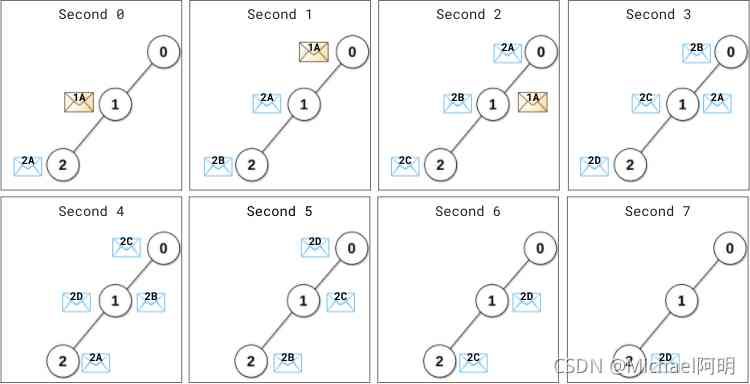 Second 0
0
1A
1
2A
2
Second 1
1A
0
2A
1
2B
2
Second 2
2A
0
2B
1
1A
2C
2
Second 3
2B
0
2C
1
2A
2D
2
Second 4
2C
0
2D
1
2B
2
2A
Second 5
2D
0
1
2C
2
2B
Second 6
0
1
2D
2
2C
Second 7
0
1
2
2D
CSDN @Michael阿明